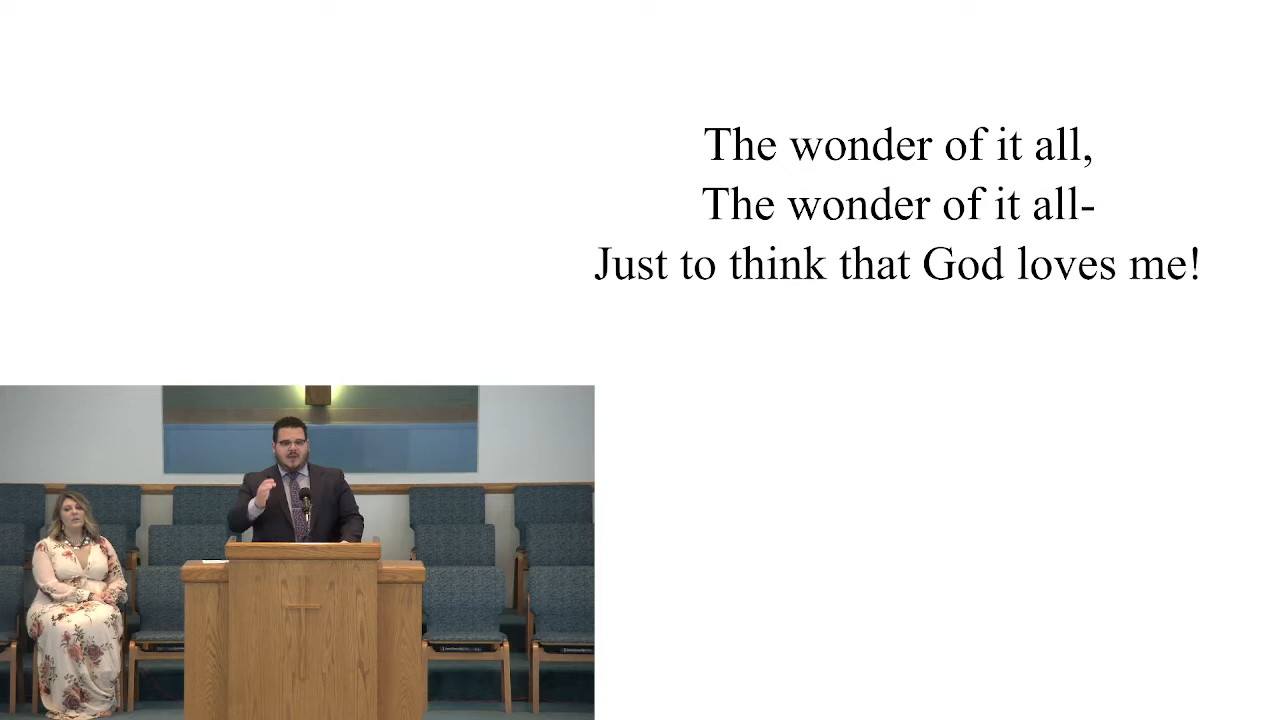 The wonder of it all,
The wonder of it all-
Just to think that God loves me!